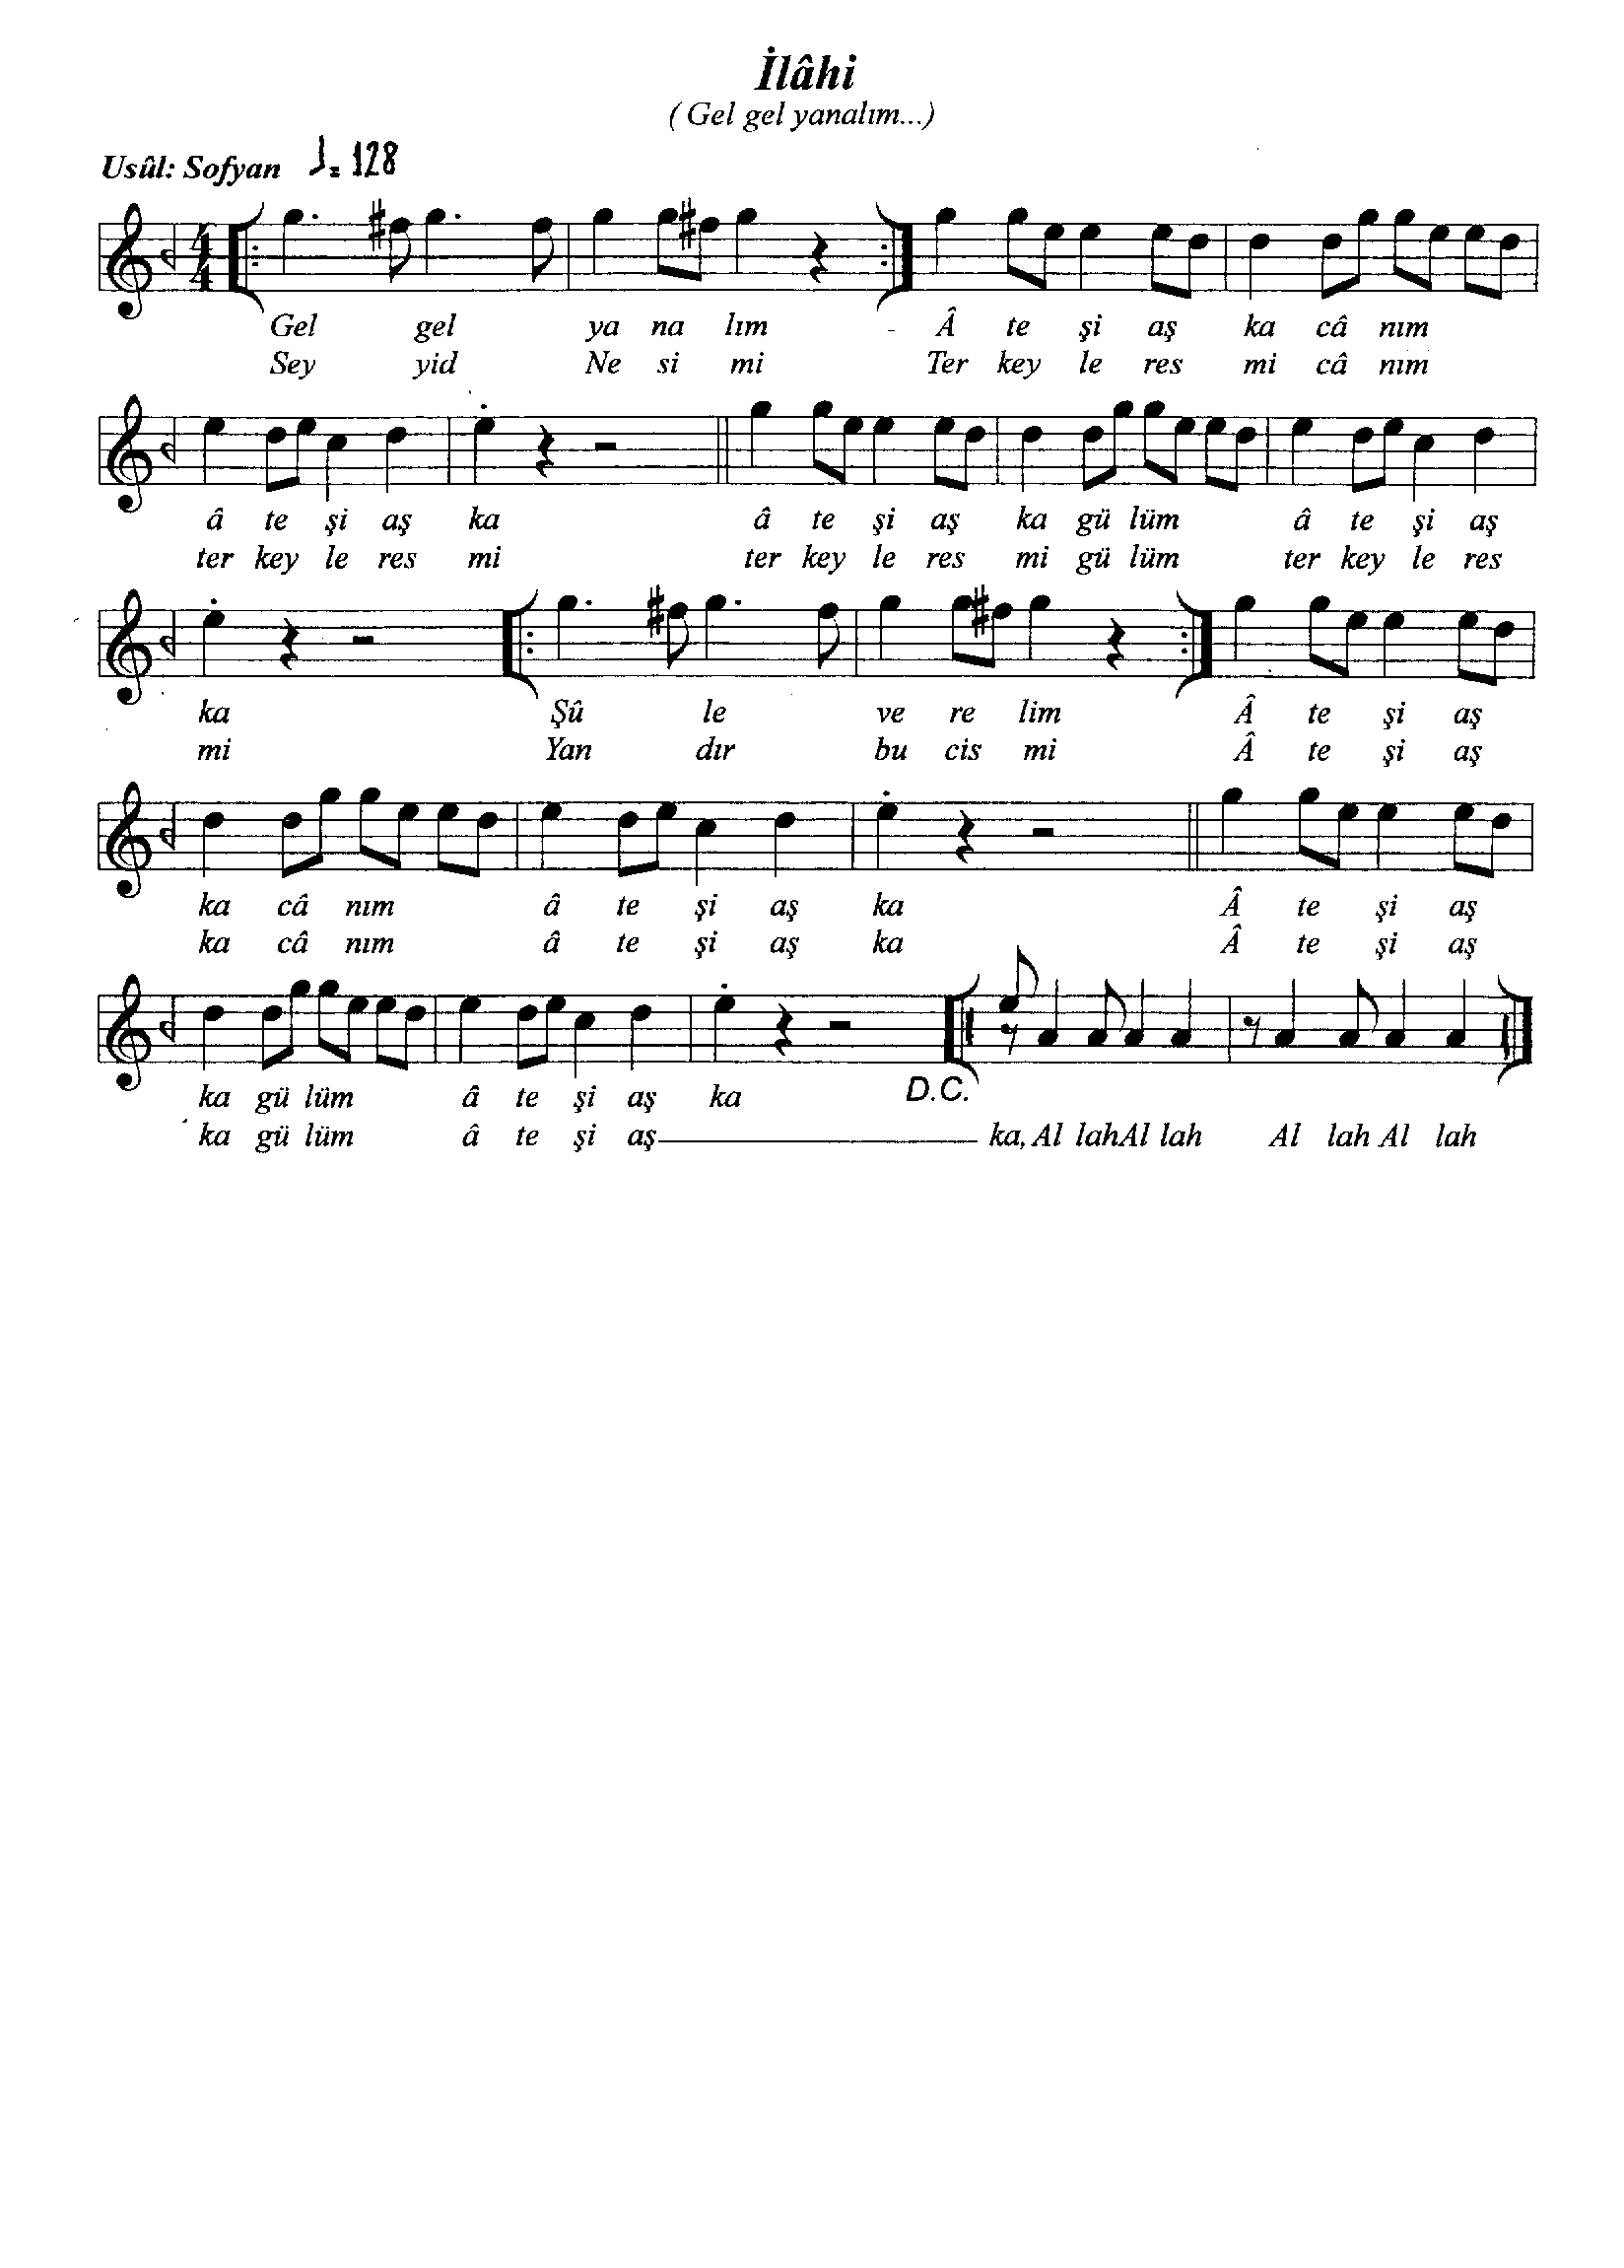 İlâhi
( Gel gel yanalım...)
Usûl: Sofyan ♩= 128
4
4
Gel gel ya na lım - Â te şi aş ka câ nım
Sey yid Ne si mi Ter key le res mi câ nım
â te şi aş ka â te şi aş ka gü lüm â te şi aş
ter key le res mi ter key le res mi gü lüm ter key le res
ka Şû le ve re lim Â te şi aş
mi Yan dır bu cis mi Â te şi aş
ka câ nım â te şi aş ka Â te şi aş
ka câ nım â te şi aş ka Â te şi aş
ka gü lüm â te şi aş ka D.C.
ka gü lüm â te şi aş ka, Al lah Al lah Al lah Al lah